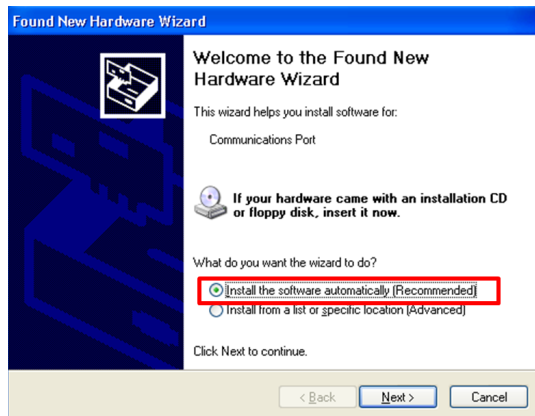 Found New Hardware Wizard
Welcome to the Found New
Hardware Wizard
This wizard helps you install software for:
Communications Port
If your hardware came with an installation CD
or floppy disk, insert it now.
What do you want the wizard to do?
Install the software automatically (Recommended)
Install from a list or specific location (Advanced)
Click Next to continue.
< Back Next > Cancel